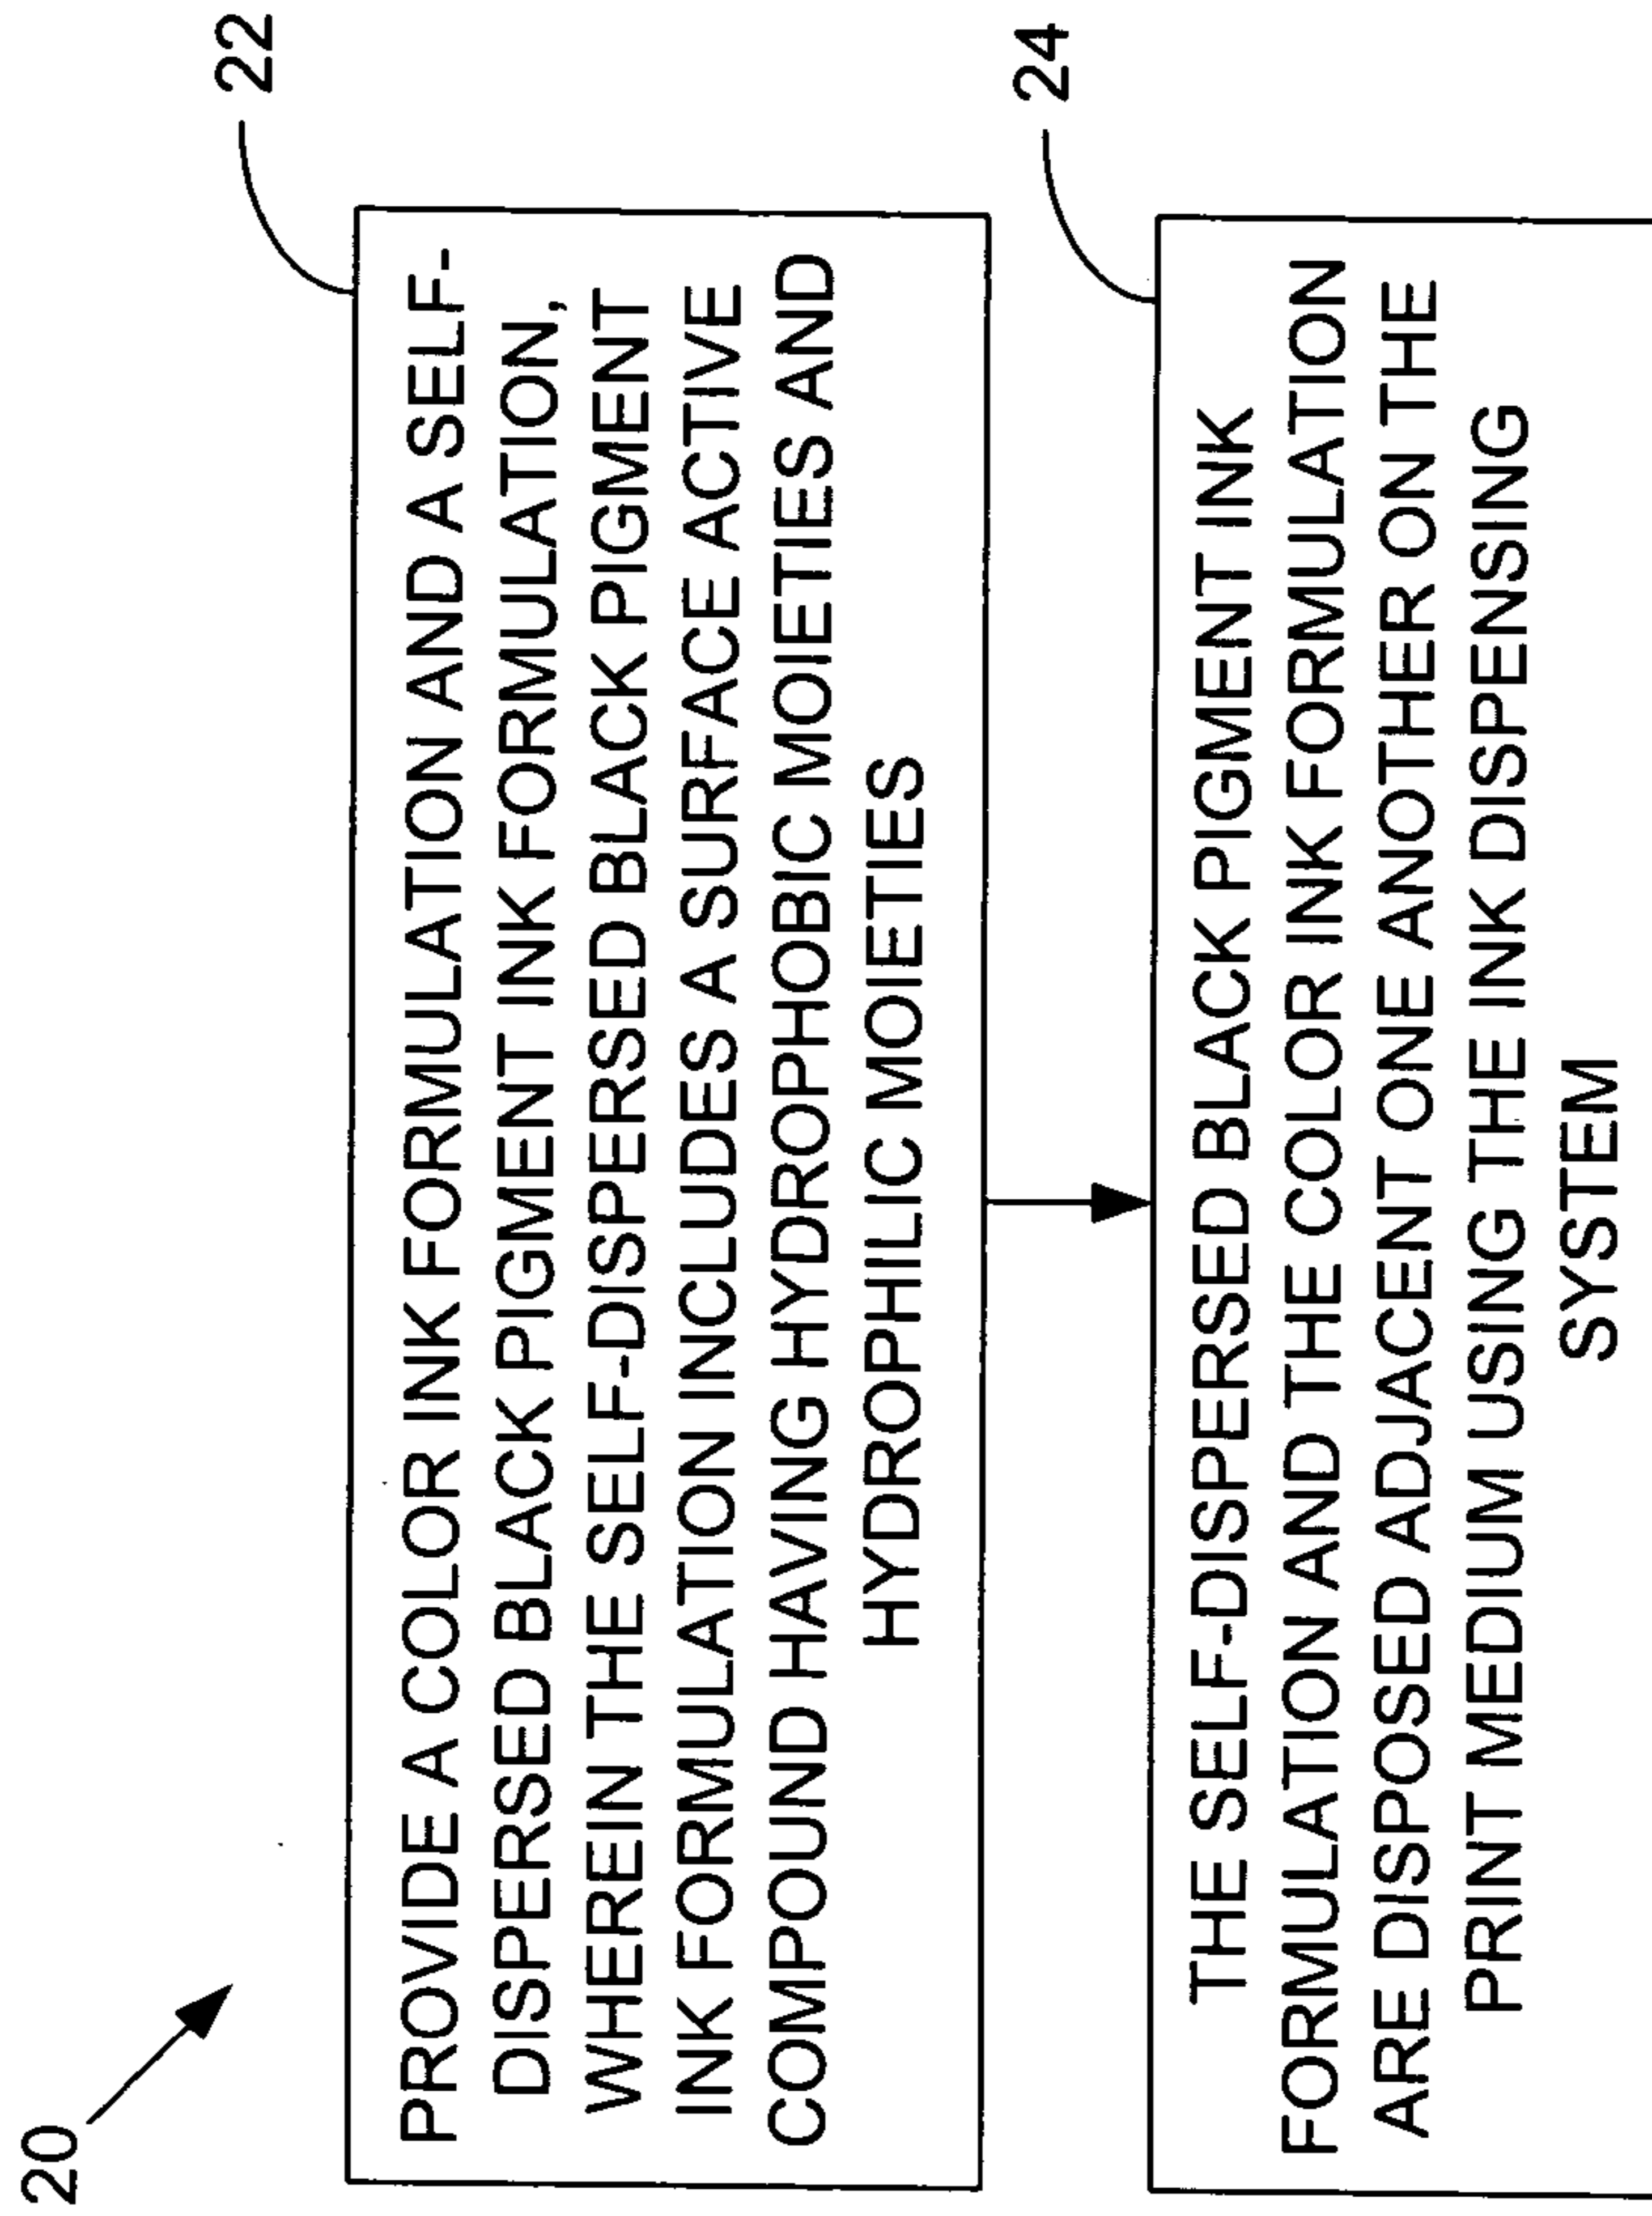 20
22
PROVIDE A COLOR INK FORMULATION AND A SELF-
DISPERSED BLACK PIGMENT INK FORMULATION,
WHEREIN THE SELF-DISPERSED BLACK PIGMENT
INK FORMULATION INCLUDES A SURFACE ACTIVE
COMPOUND HAVING HYDROPHOBIC MOIETIES AND
HYDROPHILIC MOIETIES
24
THE SELF-DISPERSED BLACK PIGMENT INK
FORMULATION AND THE COLOR INK FORMULATION
ARE DISPOSED ADJACENT ONE ANOTHER ON THE
PRINT MEDIUM USING THE INK DISPENSING
SYSTEM